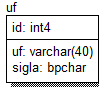 uf
id: int4
uf: varchar(40)
sigla: bpchar